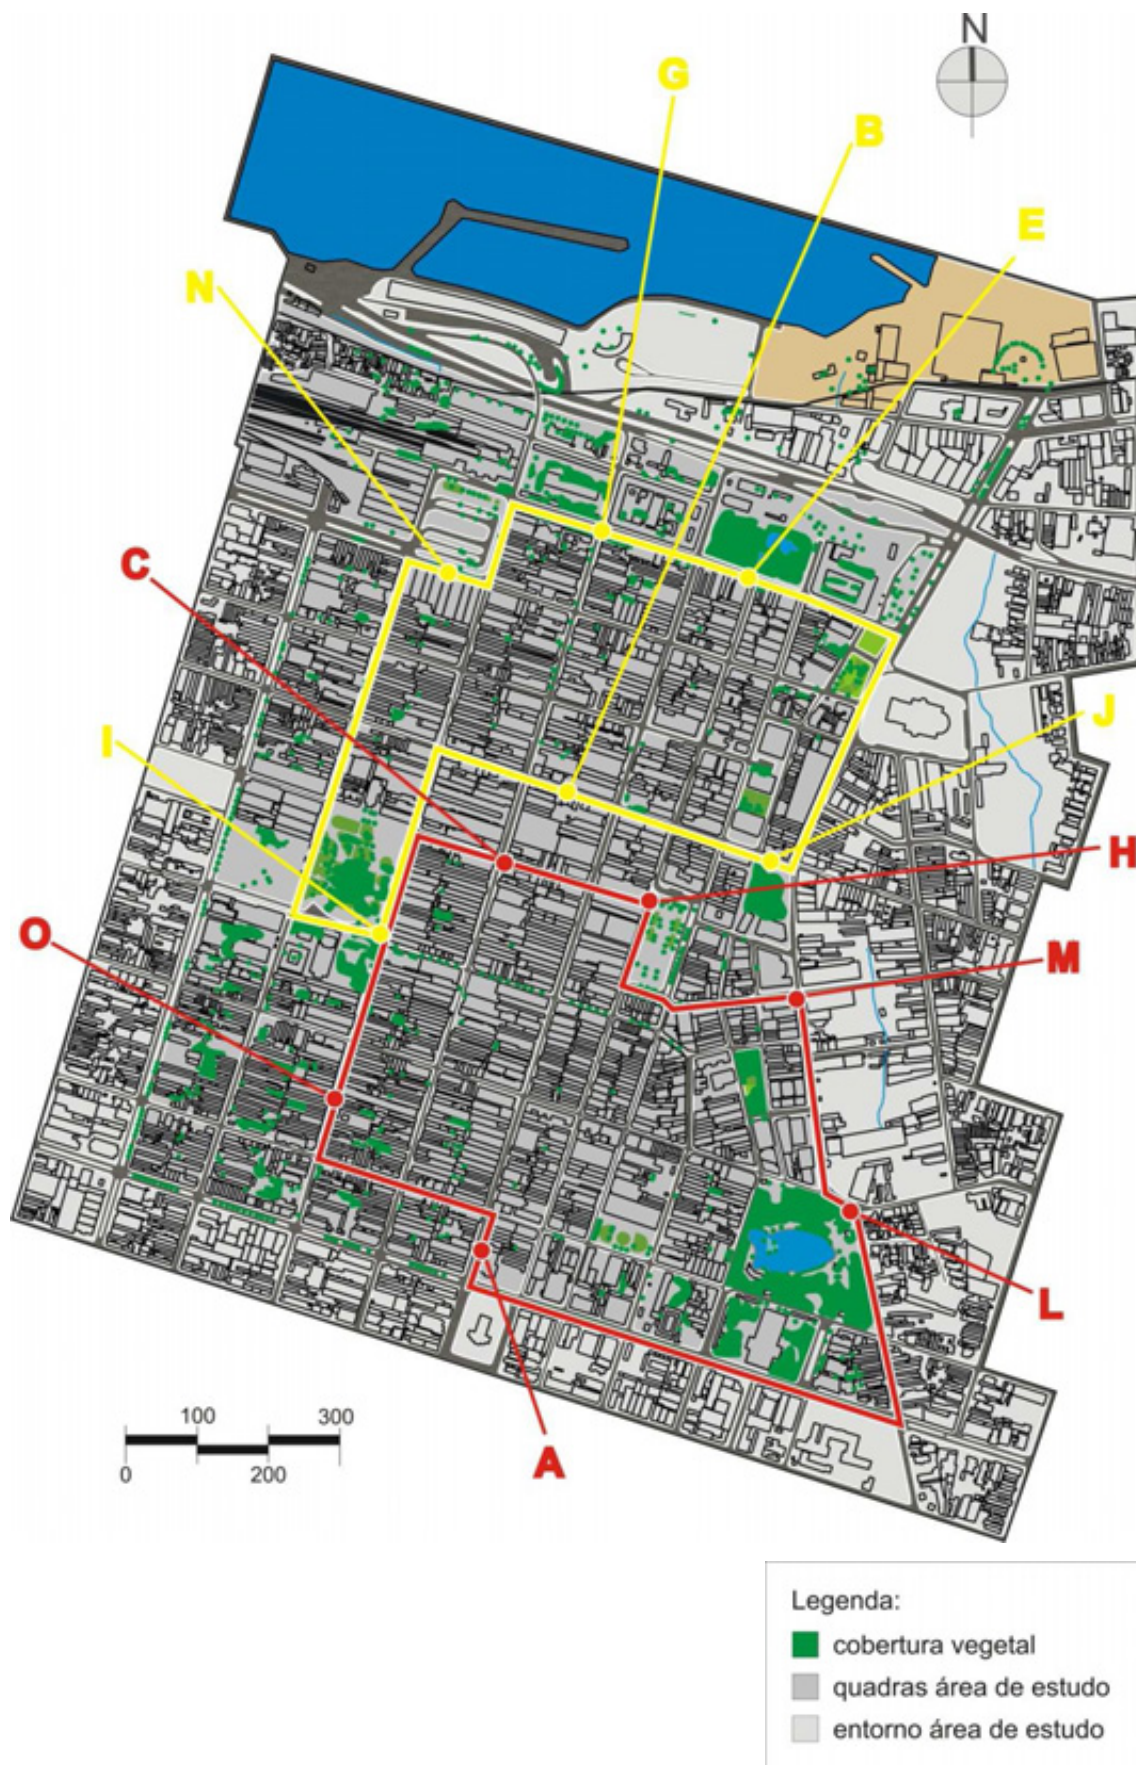 N
G
B
E
N
C
J
I
H
O
M
L
A
100 300
0 200
Legenda:
cobertura vegetal
quadras área de estudo
entorno área de estudo